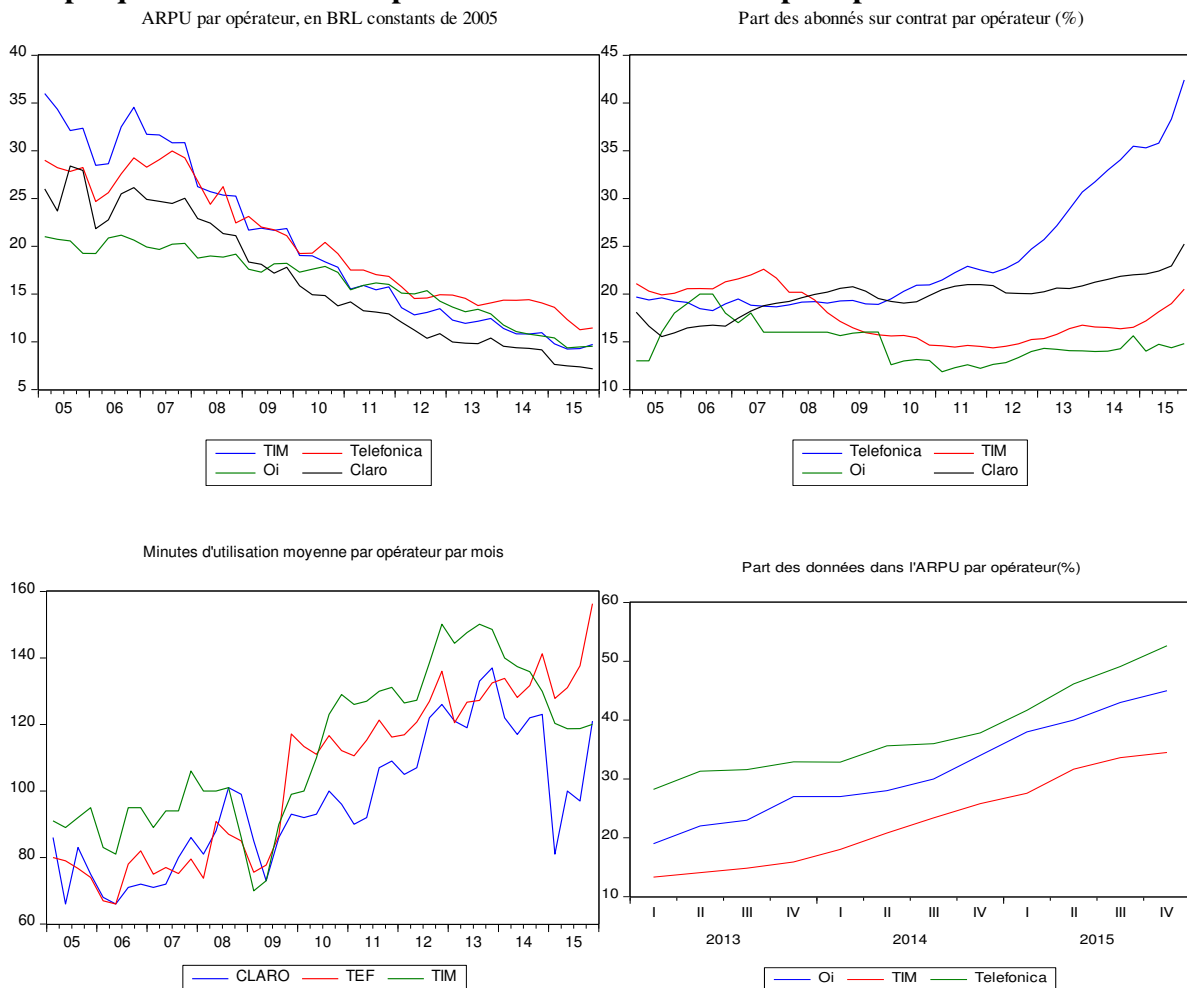 ARPU par opérateur, en BRL constants de 2005
40
35
30
25
20
15
10
5
05 06 07 08 09 10 11 12 13 14 15
TIM Telefonica
Oi Claro
Part des abonnés sur contrat par opérateur (%)
45
40
35
30
25
20
15
10
05 06 07 08 09 10 11 12 13 14 15
Telefonica TIM
Oi Claro
Minutes d'utilisation moyenne par opérateur par mois
160
140
120
100
80
60
05 06 07 08 09 10 11 12 13 14 15
CLARO TEF TIM
Part des données dans l'ARPU par opérateur(%)
60
50
40
30
20
10
I II III IV I II III IV I II III IV
2013 2014 2015
Oi TIM Telefonica